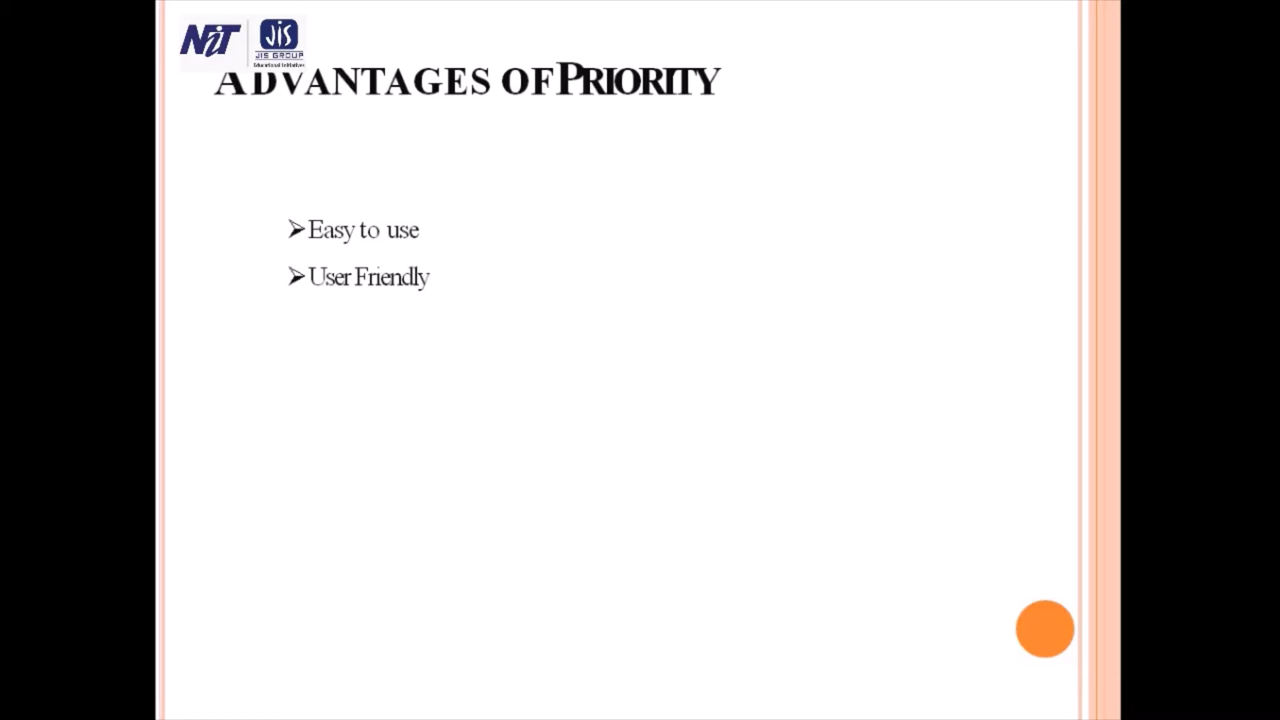 NiT
JIS
JIS GROUP
Educational Initiatives
ADVANTAGES OF PRIORITY
➢Easy to use
➢User Friendly